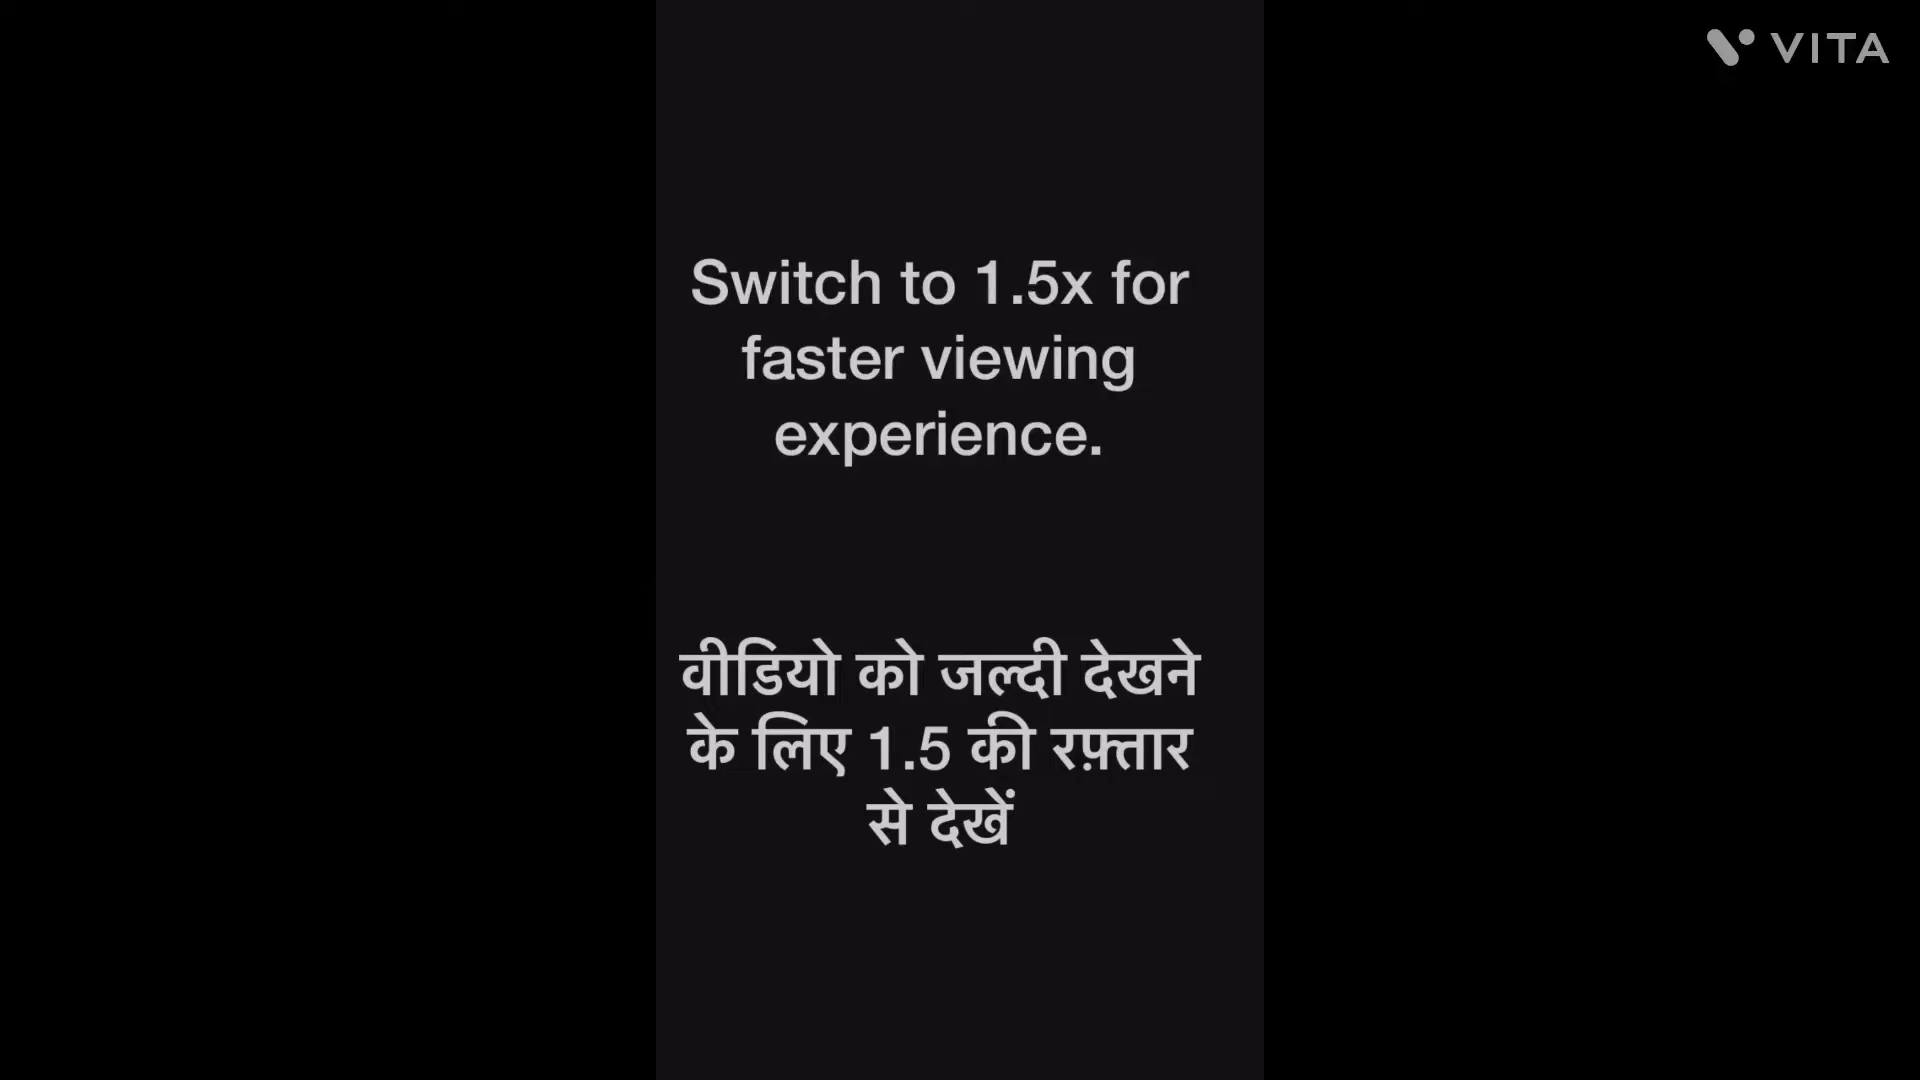 VITA
Switch to 1.5x for
faster viewing
experience.
वीडियो को जल्दी देखने
के लिए 1.5 की रफ़्तार
से देखें